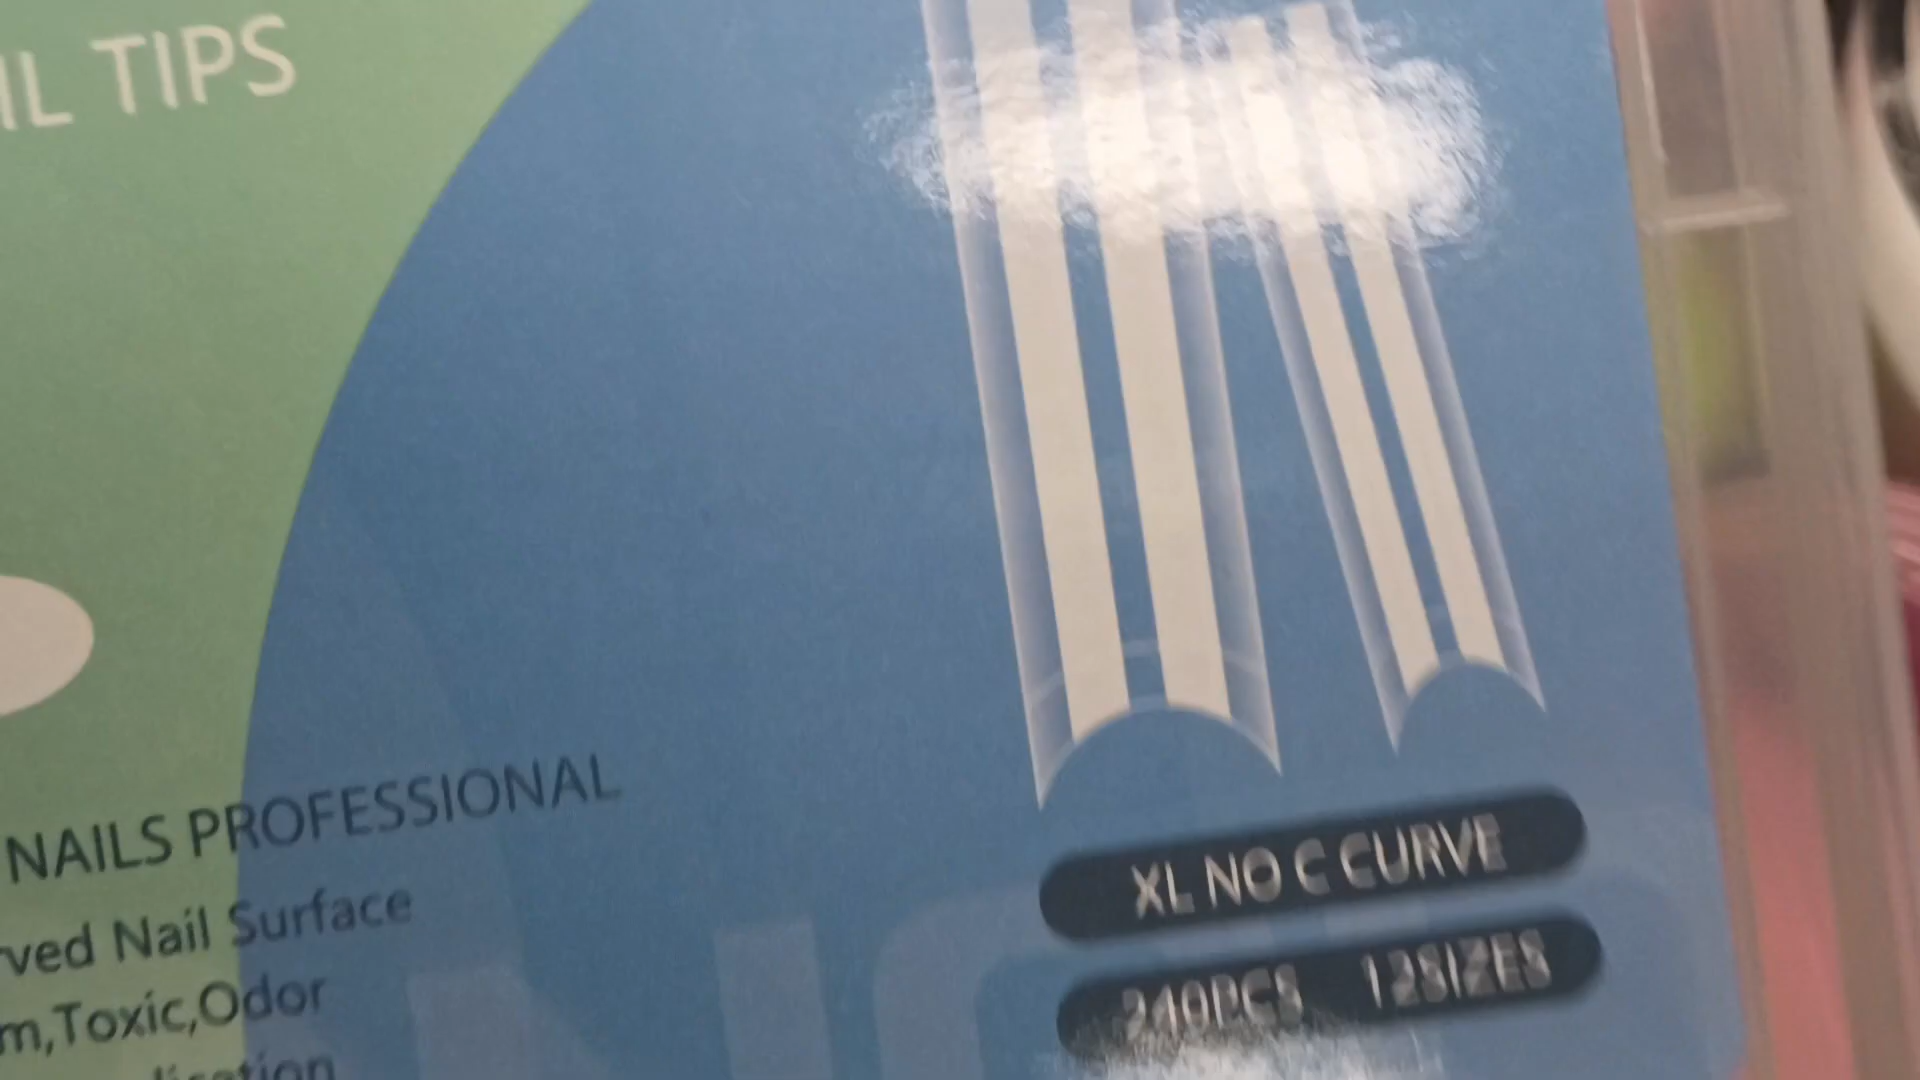 IL TIPS
NAILS PROFESSIONAL
rved Nail Surface
m,Toxic,Odor
XL NO C CURVE
240PCS 12SIZES